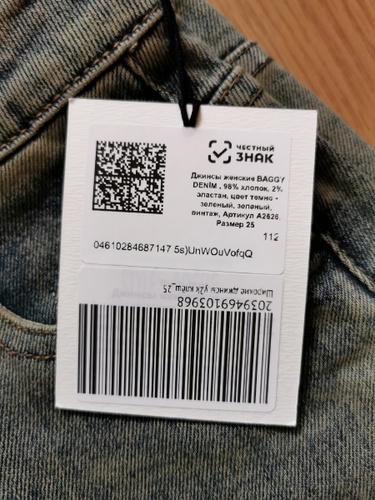 ЧЕСТНЫЙ
ЗНАК
Джинсы женские BAGGY
DENIM , 98% хлопок, 2%
эластан, цвет темно -
зеленый, зеленый,
винтаж, Артикул А2626,
Размер 25
112
04610284687147 5s)UnWOuVofqQ
Широкие джинсы y2k клеш_25
2039469103968